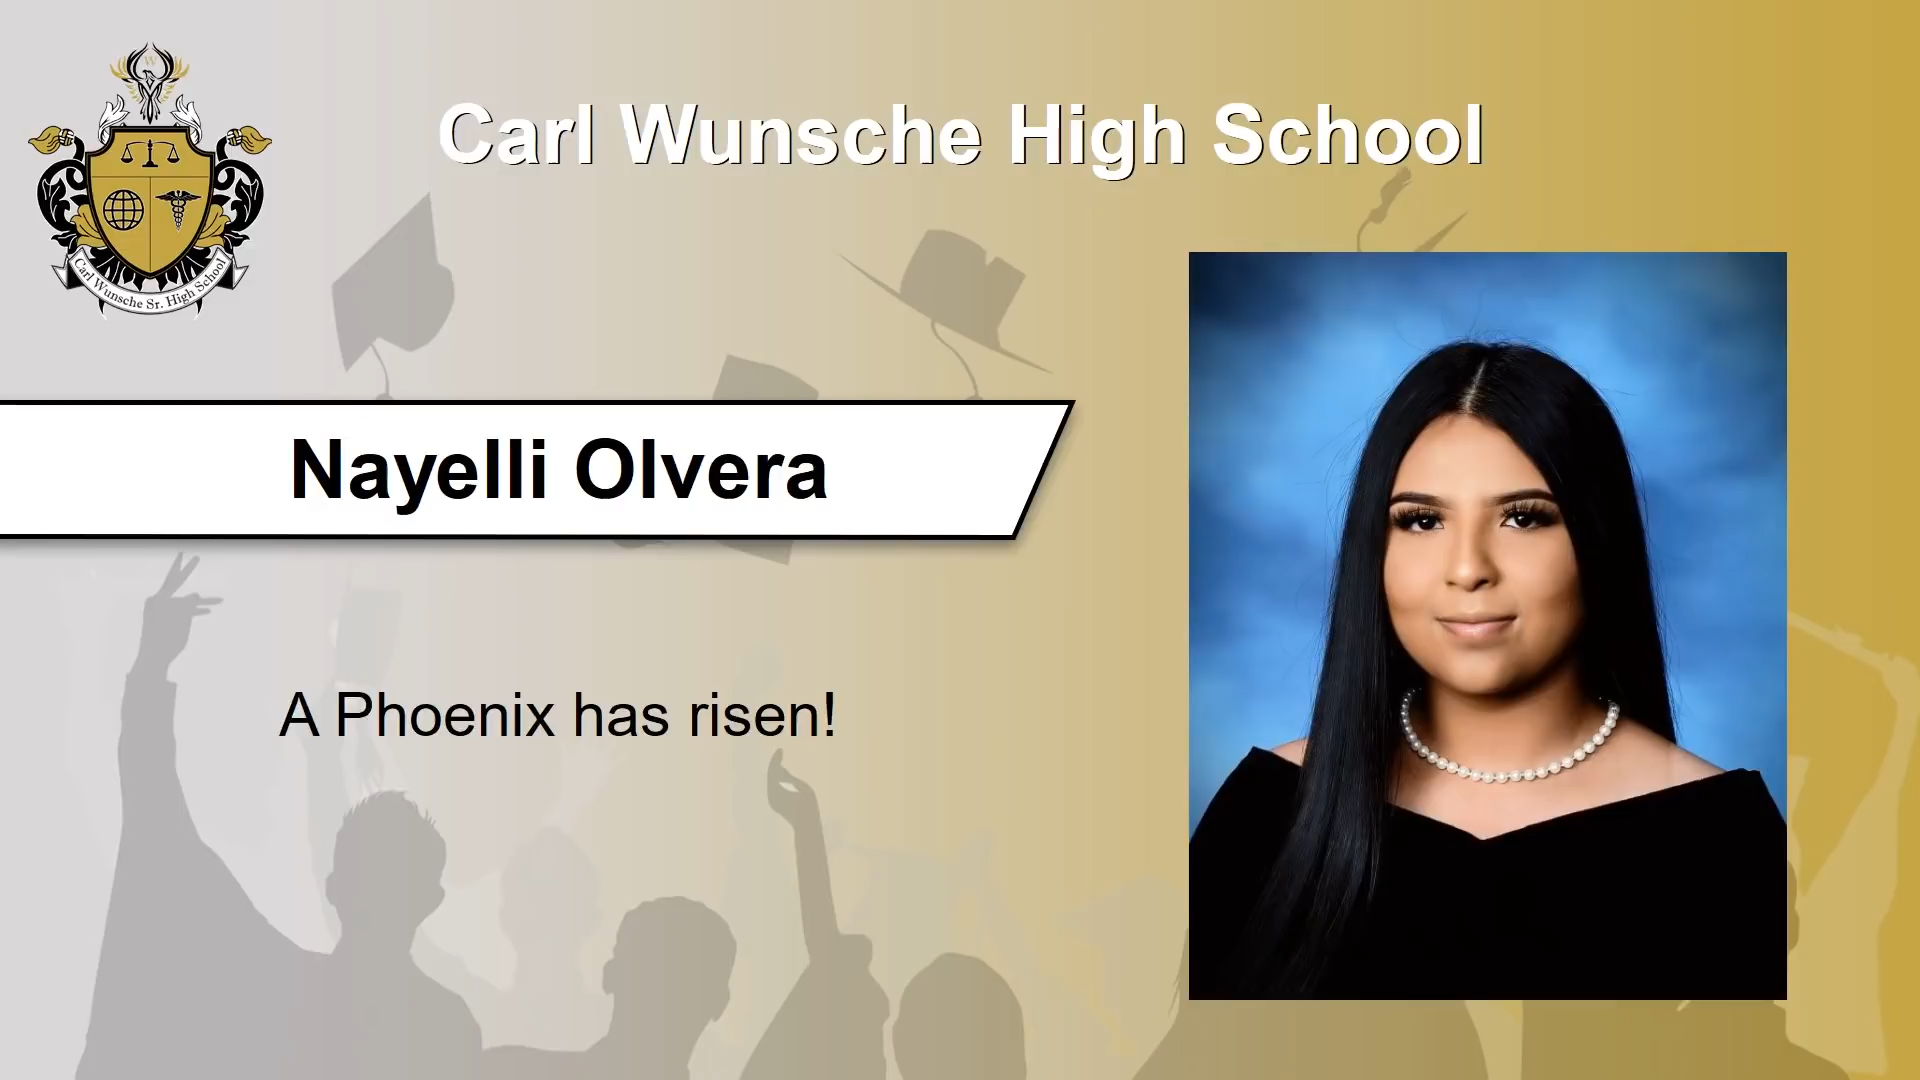 W
Carl Wunsche Sr. High School
Carl Wunsche High School
Nayelli Olvera
A Phoenix has risen!